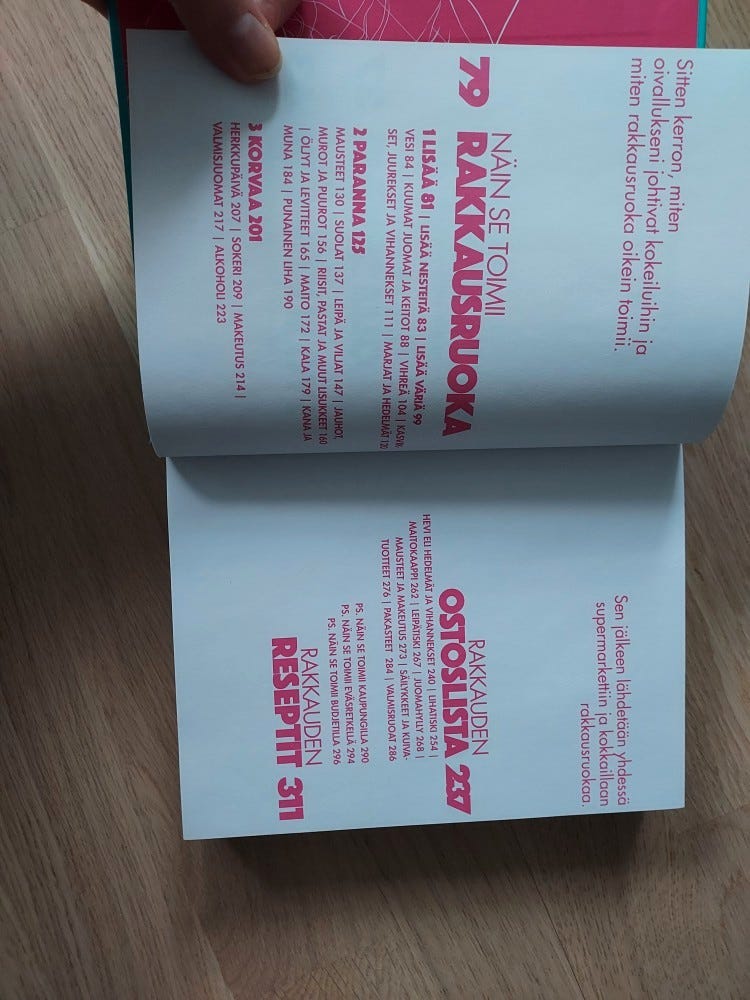 Sitten kerron, miten
oivallukseni johtivat kokeiluihin ja
miten rakkausruoka oikein toimii.
NÄIN SE TOIMII
79 RAKKAUSRUOKA
1 LISÄÄ 81 | LISÄÄ NESTEITÄ 83 | LISÄÄ VÄRIÄ 99
VESI 84 | KUUMAT JUOMAT JA KEITOT 88 | VIHREÄ 104 |
SET, JUUREKSET JA VIHANNEKSET 111 | MARJAT JA HEDELMÄT
2 PARANNA 125
MAUSTEET 130 | SUOLAT 137 | LEIPÄ JA VILJAT 147 | JAUHOT,
MUROT JA PUUROT 156 | RIISIT, PASTAT JA MUUT LISUKKEET 160
| ÖLJYT JA LEVITTEET 165 | MAITO 172 | KALA 179 | KANA JA
MUNA 184 | PUNAINEN LIHA 190
3 KORVAA 201
HERKKUPÄIVÄ 207 | SOKERI 209 | MAKEUTUS 214 |
VALMISJUOMAT 217 | ALKOHOLI 223
Sen jälkeen lähdetään yhdessä
supermarkettiin ja kokkaillaan
rakkausruokaa.
RAKKAUDEN
OSTOSLISTA 237
HEVI ELI HEDELMÄT JA VIHANNEKSET 240 | LIHATISKI 254 |
MAITOKAAPPI 262 | LEIPÄTISKI 267 | JUOMAHYLLY 268 |
MAUSTEET JA MAKEUTUS 273 | SÄILYKKEET JA KUIVA-
TUOTTEET 276 | PAKASTEET 284 | VALMISRUOAT 286
PS. NÄIN SE TOIMII KAUPUNGILLA 290
PS. NÄIN SE TOIMII EVÄSRETKELLÄ 294
PS. NÄIN SE TOIMII BUDJETILLA 296
RAKKAUDEN
RESEPTIT 311